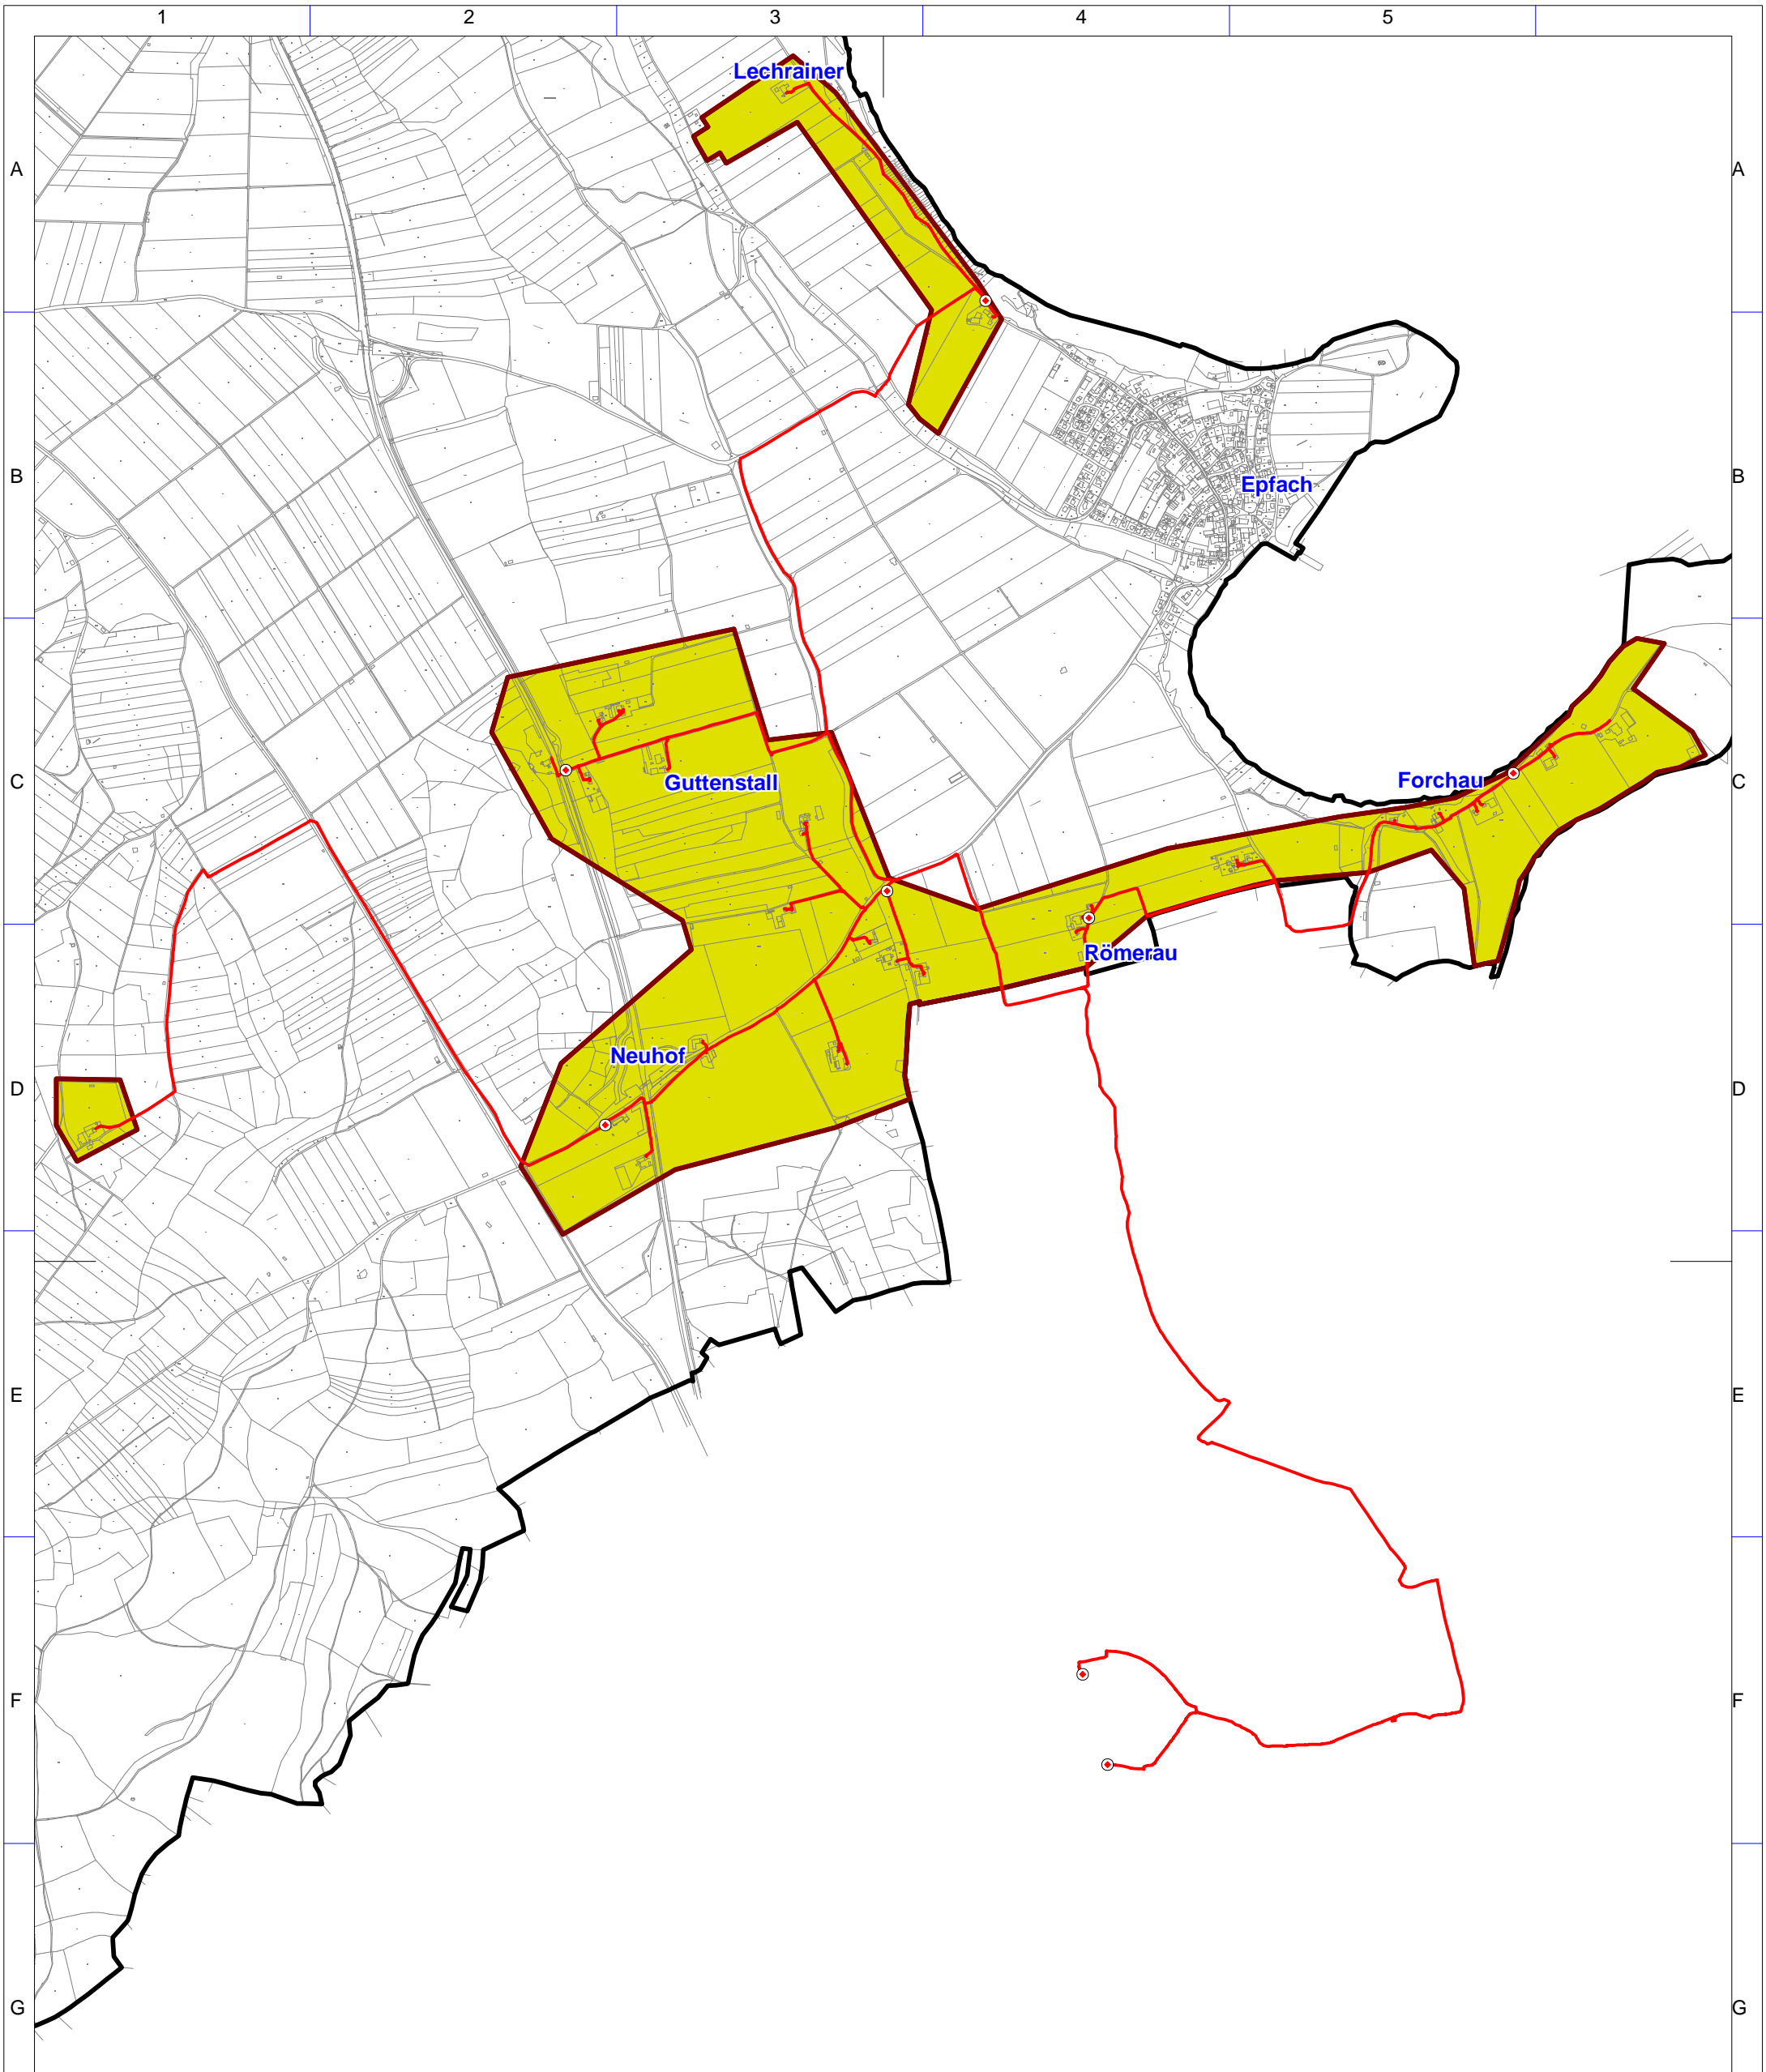 1 2 3 4 5
Lechrainer
A A
B B
Epfach
C C
Guttenstall
Forchau
Römerau
Neuhof
D D
E E
F F
G G